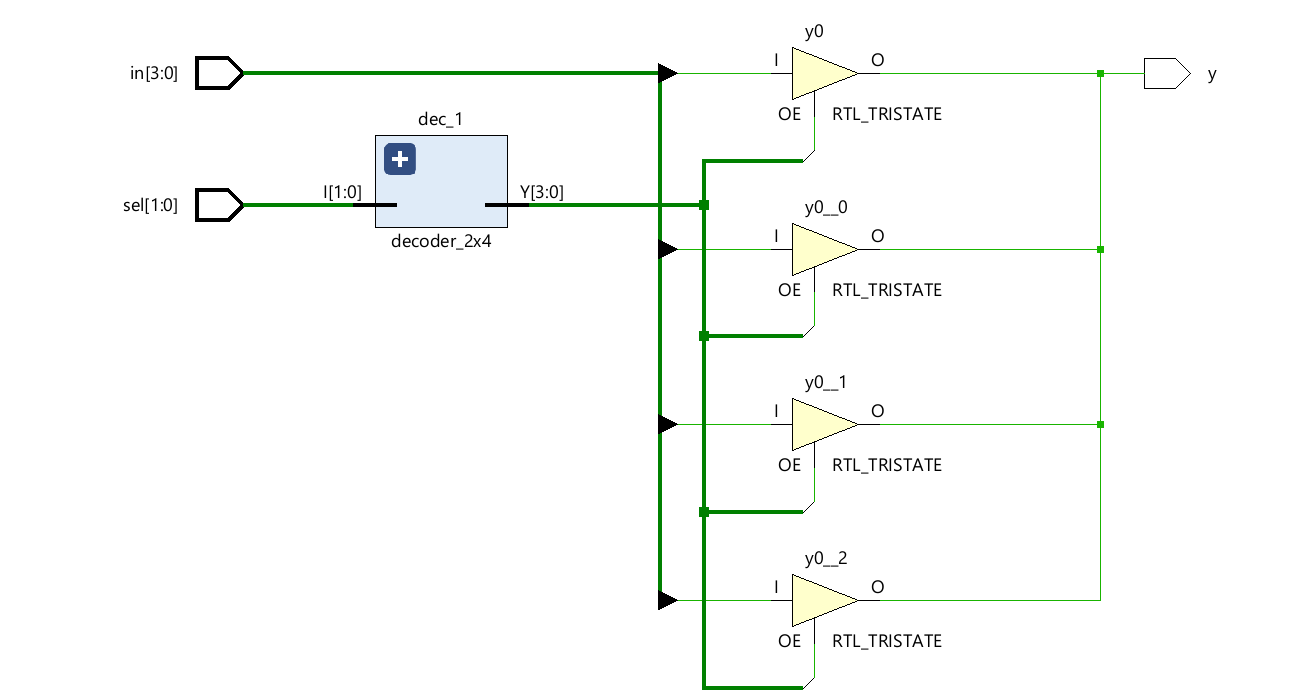 y0
in[3:0]
I
O
y
OE
RTL_TRISTATE
dec_1
sel[1:0]
I[1:0]
Y[3:0]
decoder_2x4
y0__0
I
O
OE
RTL_TRISTATE
y0__1
I
O
OE
RTL_TRISTATE
y0__2
I
O
OE
RTL_TRISTATE